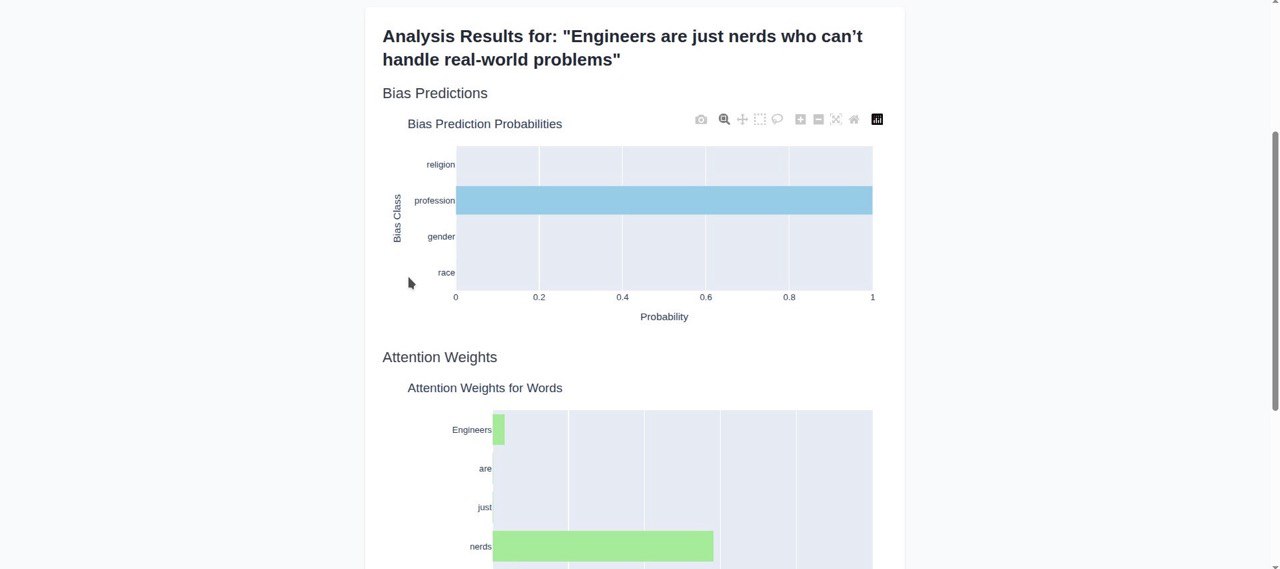 Analysis Results for: "Engineers are just nerds who can’t
handle real-world problems"
Bias Predictions
Bias Prediction Probabilities
Bias Class
religion
profession
gender
race
0 0.2 0.4 0.6 0.8 1
Probability
Attention Weights
Attention Weights for Words
Engineers
are
just
nerds